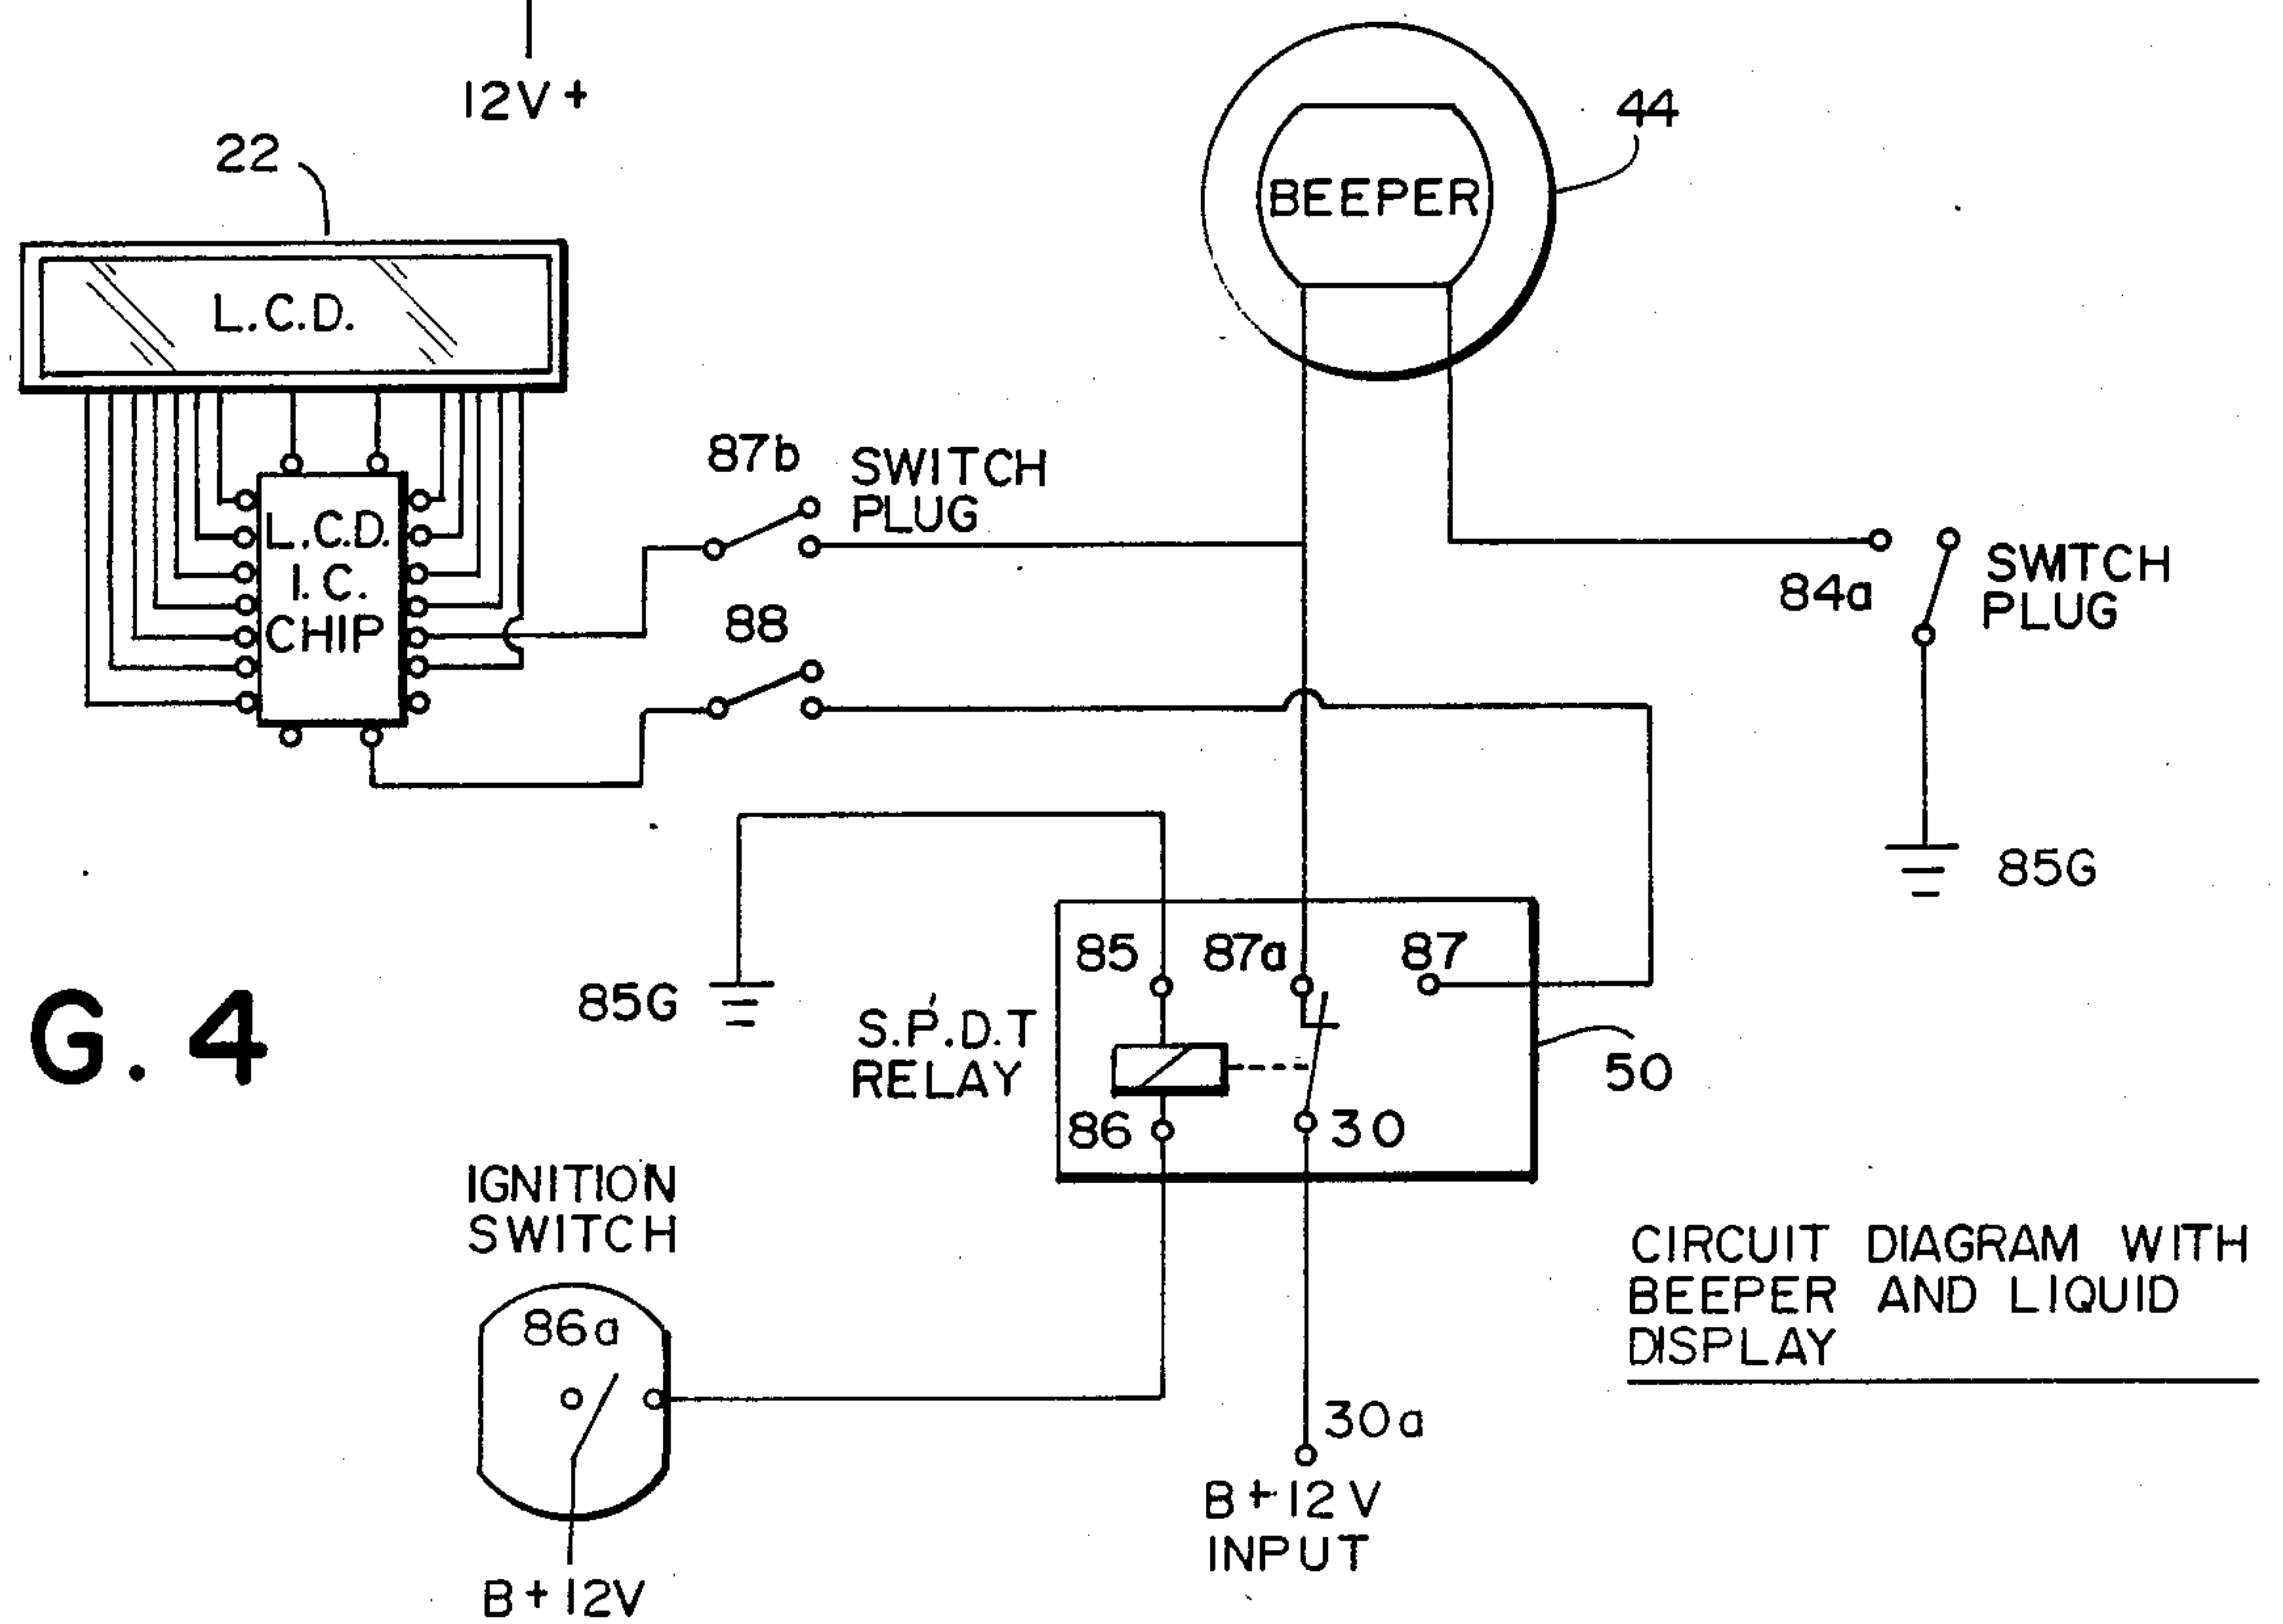 12V+
22
44
BEEPER
L.C.D.
87b
SWITCH
PLUG
L.C.D.
I.C.
CHIP
84a
SWITCH
PLUG
88
85G
85
87a
87
85G
S.P.D.T
RELAY
50
86
30
G. 4
IGNITION
SWITCH
86a
CIRCUIT DIAGRAM WITH
BEEPER AND LIQUID
DISPLAY
30a
B+12V
INPUT
B+12V